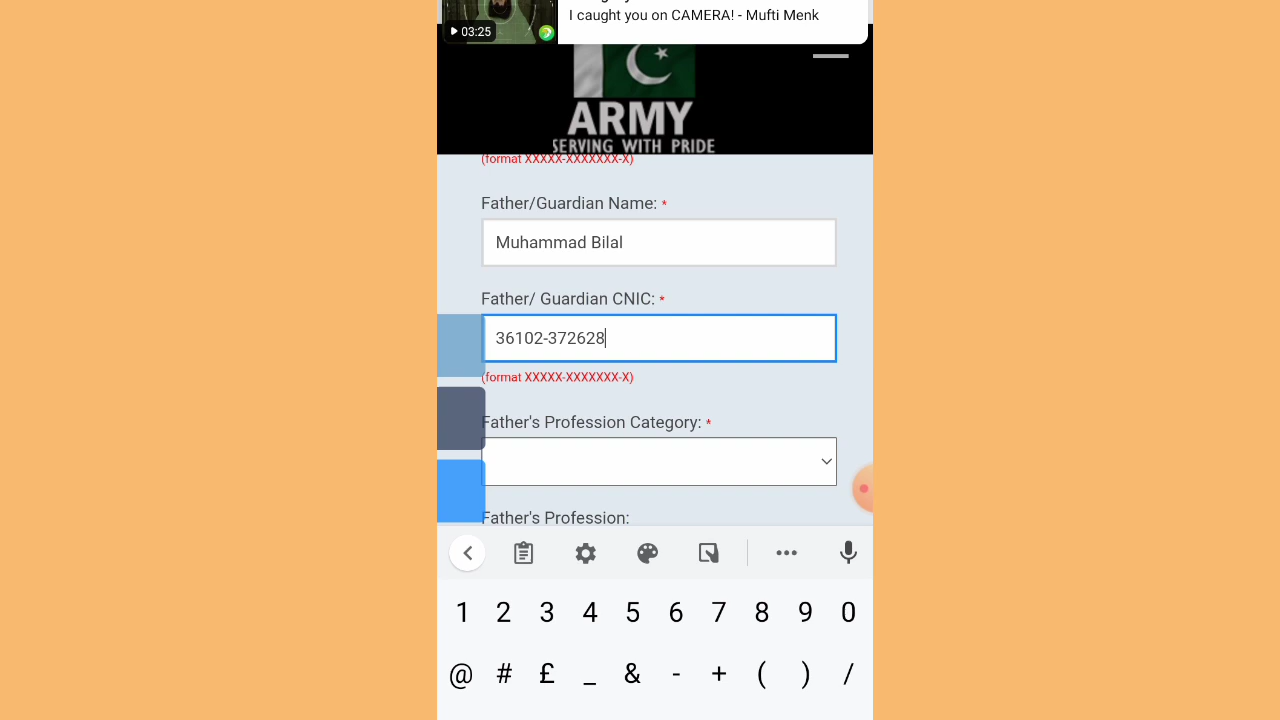 I caught you on CAMERA! - Mufti Menk
03:25
ARMY
SERVING WITH PRIDE
(format XXXXX-XXXXXXX-X)
Father/Guardian Name: *
Muhammad Bilal
Father/ Guardian CNIC: *
36102-372628
(format XXXXX-XXXXXXX-X)
Father's Profession Category: *
Father's Profession:
1 2 3 4 5 6 7 8 9 0
@ # £ _ & - + ( ) /